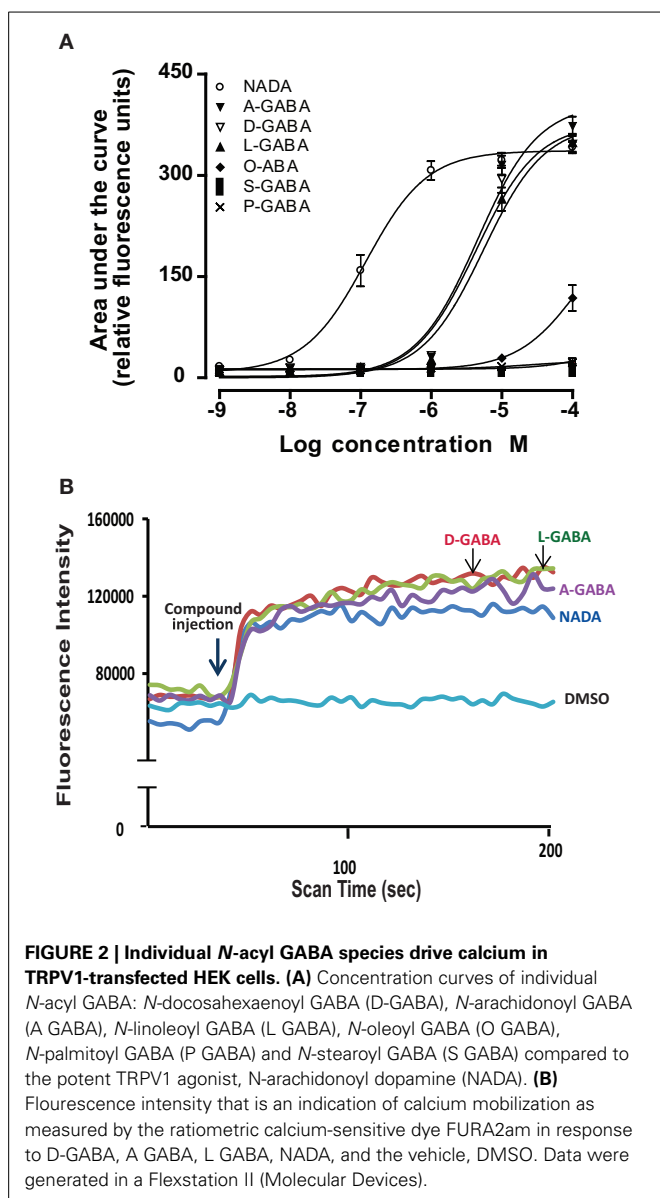 A
450
300
150
0
Area under the curve
(relative fluorescence units)
NADA
A-GABA
D-GABA
L-GABA
O-ABA
S-GABA
P-GABA
-9 -8 -7 -6 -5 -4
Log concentration M
B
160000
120000
80000
0
Fluorescence Intensity
Compound
injection
D-GABA
L-GABA
A-GABA
NADA
DMSO
100 200
Scan Time (sec)
FIGURE 2 | Individual N-acyl GABA species drive calcium in
TRPV1-transfected HEK cells. (A) Concentration curves of individual
N-acyl GABA: N-docosahexaenoyl GABA (D-GABA), N-arachidonoyl GABA
(A GABA), N-linoleoyl GABA (L GABA), N-oleoyl GABA (O GABA),
N-palmitoyl GABA (P GABA) and N-stearoyl GABA (S GABA) compared to
the potent TRPV1 agonist, N-arachidonoyl dopamine (NADA). (B)
Flourescence intensity that is an indication of calcium mobilization as
measured by the ratiometric calcium-sensitive dye FURA2am in response
to D-GABA, A GABA, L GABA, NADA, and the vehicle, DMSO. Data were
generated in a Flexstation II (Molecular Devices).